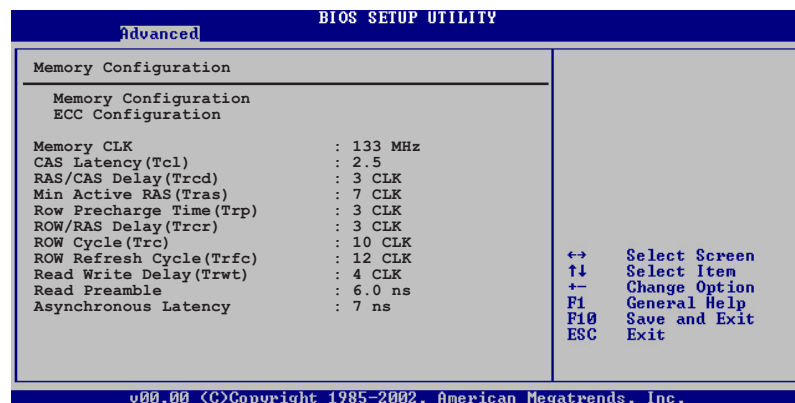 BIOS SETUP UTILITY
Advanced
Memory Configuration
Memory Configuration
ECC Configuration
Memory CLK : 133 MHz
CAS Latency(Tcl) : 2.5
RAS/CAS Delay(Trcd) : 3 CLK
Min Active RAS(Tras) : 7 CLK
Row Precharge Time(Trp) : 3 CLK
ROW/RAS Delay(Trcr) : 3 CLK
ROW Cycle(Trc) : 10 CLK
ROW Refresh Cycle(Trfc) : 12 CLK
Read Write Delay(Trwt) : 4 CLK
Read Preamble : 6.0 ns
Asynchronous Latency : 7 ns
↔ Select Screen
↑↓ Select Item
+- Change Option
F1 General Help
F10 Save and Exit
ESC Exit
v00.00 (C)Copyright 1985-2002, American Megatrends, Inc.